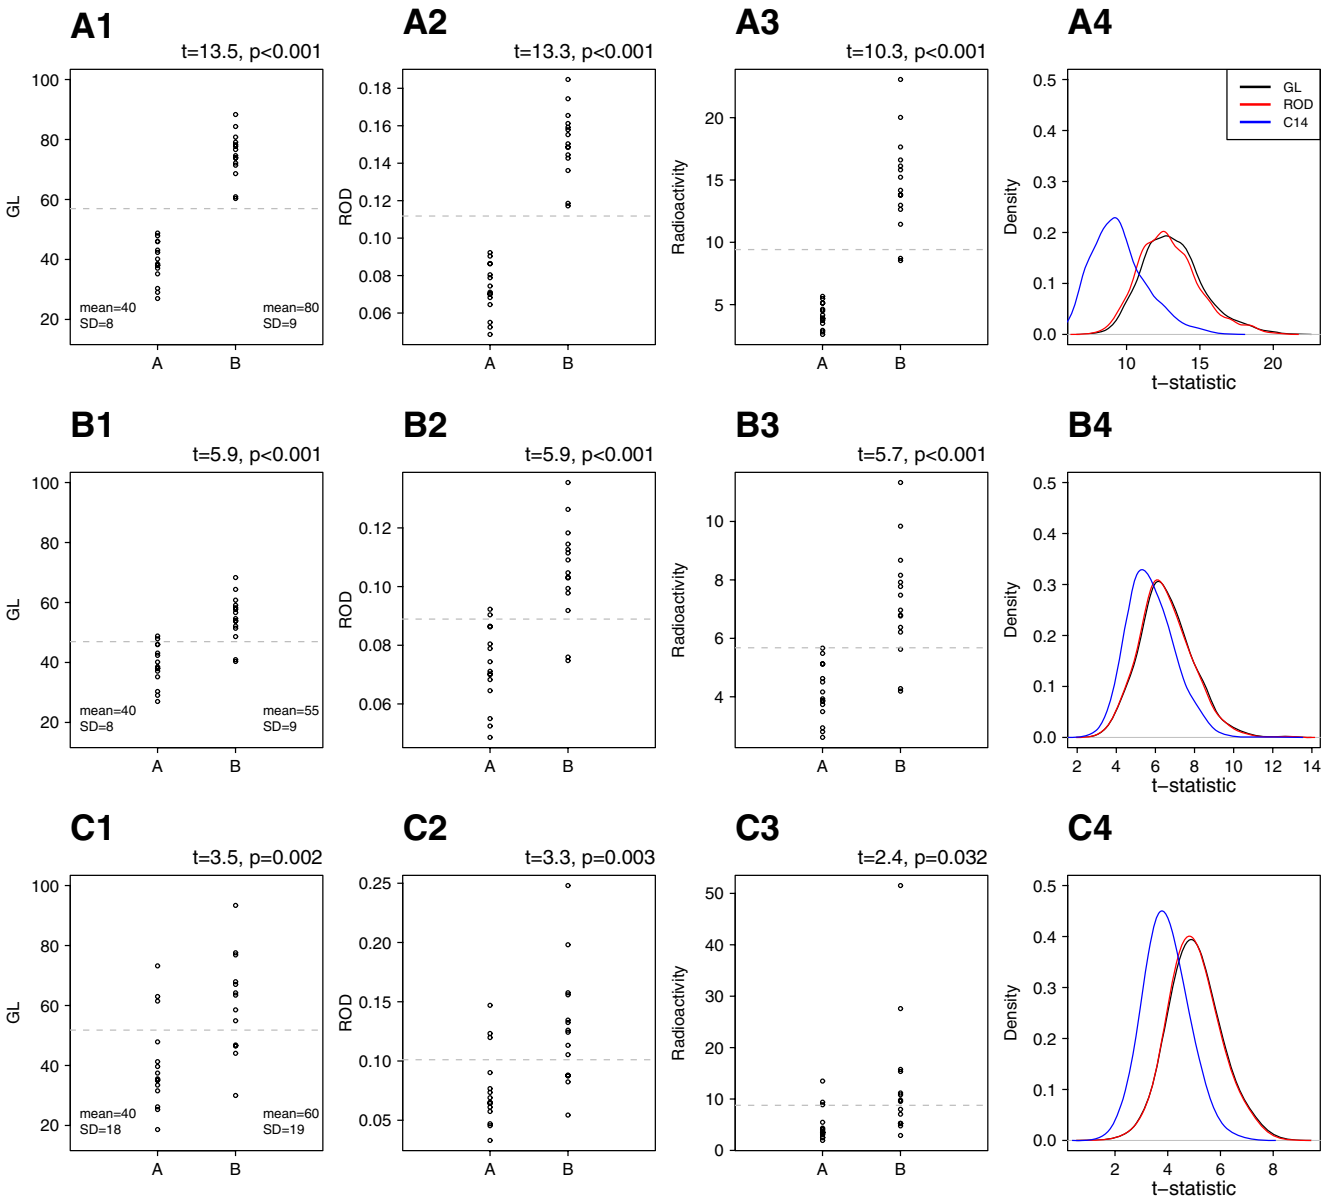 A1
t=13.5, p<0.001
GL
100
80
60
40
20
mean=40
SD=8
mean=80
SD=9
A B
A2
t=13.3, p<0.001
ROD
0.18
0.16
0.14
0.12
0.10
0.08
0.06
A B
A3
t=10.3, p<0.001
Radioactivity
20
15
10
5
A B
A4
Density
0.5
0.4
0.3
0.2
0.1
0.0
GL
ROD
C14
10 15 20
t−statistic
B1
t=5.9, p<0.001
GL
100
80
60
40
20
mean=40
SD=8
mean=55
SD=9
A B
B2
t=5.9, p<0.001
ROD
0.12
0.10
0.08
0.06
A B
B3
t=5.7, p<0.001
Radioactivity
10
8
6
4
A B
B4
Density
0.5
0.4
0.3
0.2
0.1
0.0
2 4 6 8 10 12 14
t−statistic
C1
t=3.5, p=0.002
GL
100
80
60
40
20
mean=40
SD=18
mean=60
SD=19
A B
C2
t=3.3, p=0.003
ROD
0.25
0.20
0.15
0.10
0.05
A B
C3
t=2.4, p=0.032
Radioactivity
50
40
30
20
10
0
A B
C4
Density
0.5
0.4
0.3
0.2
0.1
0.0
2 4 6 8
t−statistic